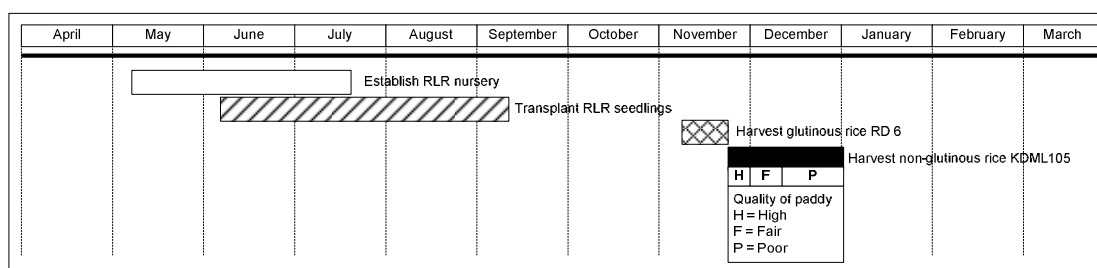 April May June July August September October November December January February March
Establish RLR nursery
Transplant RLR seedlings
Harvest glutinous rice RD 6
Harvest non-glutinous rice KDML105
H F P
Quality of paddy
H = High
F = Fair
P = Poor